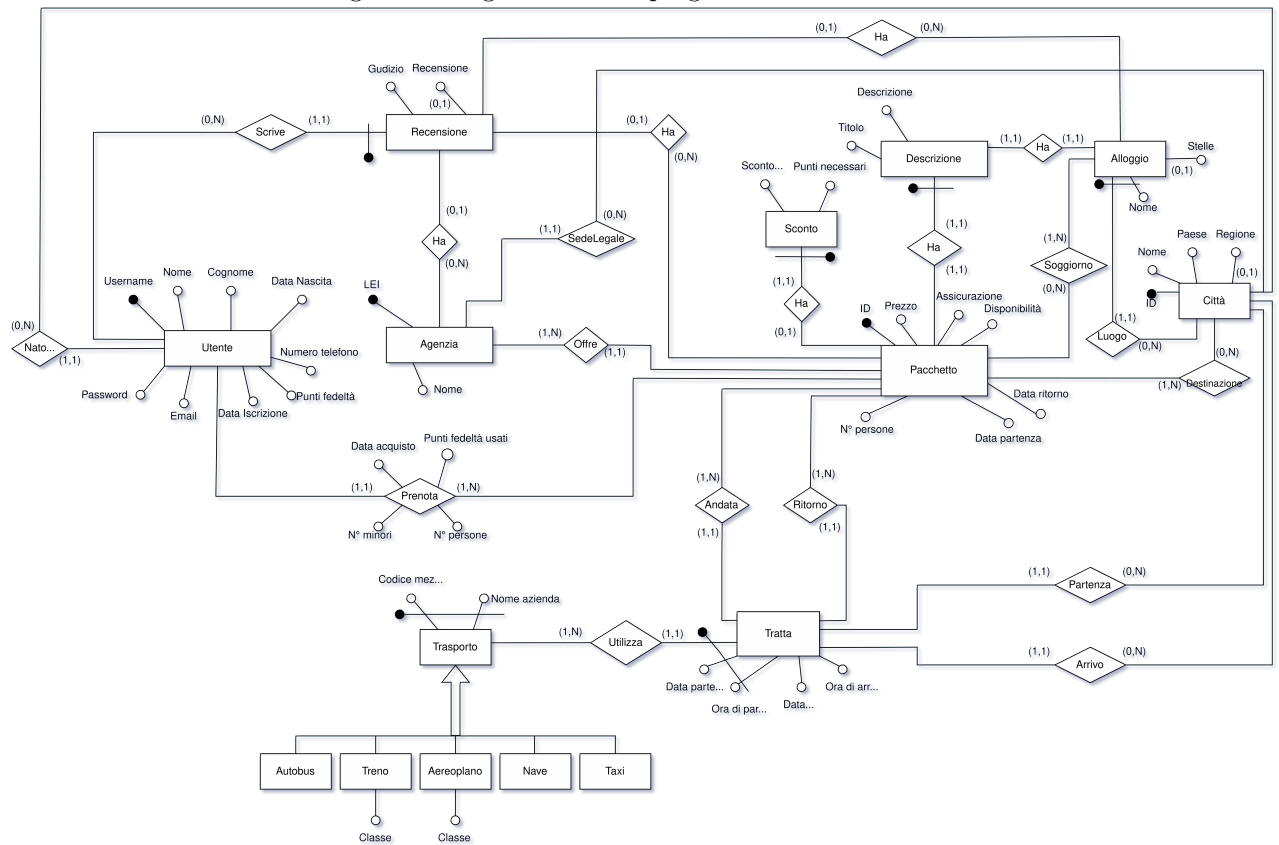 (0,1)
Ha
(0,N)
Gudizio
Recensione
(0,1)
Descrizione
(0,N)
Scrive
(1,1)
Recensione
(0,1)
Ha
(0,N)
Titolo
Descrizione
(1,1)
Ha
(1,1)
Alloggio
Stelle
(0,1)
Nome
Sconto...
Punti necessari
(0,1)
Ha
(0,N)
(1,1)
SedeLegale
(0,N)
Sconto
(1,1)
Ha
(1,1)
(1,N)
Soggiorno
(0,N)
Nome
Paese
Regione
(0,1)
ID
Città
Username
Nome
Cognome
Data Nascita
LEI
(1,1)
Ha
(0,1)
ID
Prezzo
Assicurazione
Disponibilità
(1,1)
Luogo
(0,N)
(0,N)
Nato...
(1,1)
Utente
Numero telefono
Agenzia
(1,N)
Offre
(1,1)
Pacchetto
(0,N)
(1,N)
Destinazione
Password
Email
Data Iscrizione
Punti fedeltà
Nome
Data ritorno
N° persone
Data partenza
Data acquisto
Punti fedeltà usati
(1,1)
Prenota
(1,N)
N° minori
N° persone
(1,N)
Andata
(1,1)
(1,N)
Ritorno
(1,1)
Codice mez...
Nome azienda
(1,1)
Partenza
(0,N)
Trasporto
(1,N)
Utilizza
(1,1)
Tratta
(1,1)
Arrivo
(0,N)
Data parte...
Ora di par...
Data...
Ora di arr...
Autobus
Treno
Aereoplano
Nave
Taxi
Classe
Classe